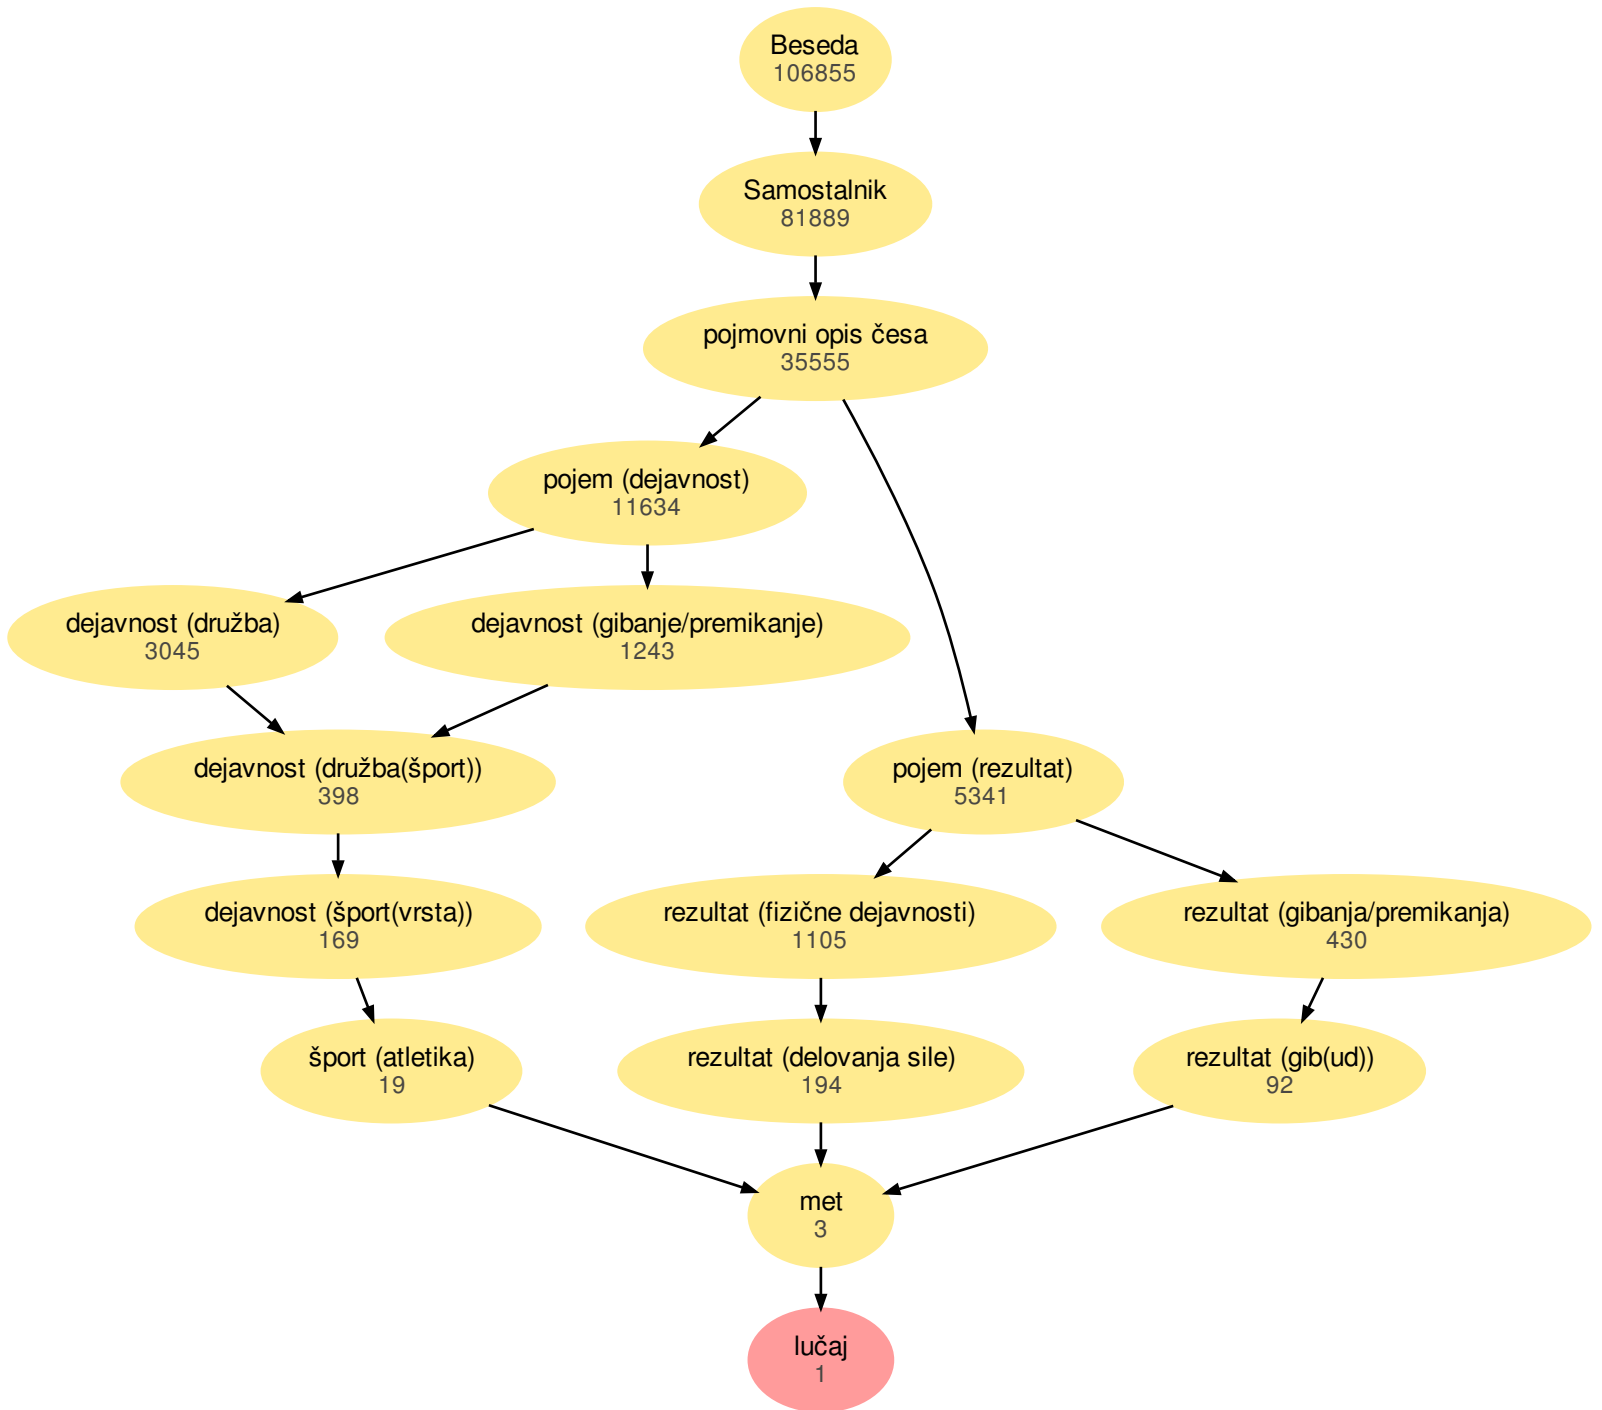 Beseda
106855
Samostalnik
81889
pojmovni opis česa
35555
pojem (dejavnost)
11634
dejavnost (družba)
3045
dejavnost (gibanje/premikanje)
1243
dejavnost (družba(šport))
398
pojem (rezultat)
5341
dejavnost (šport(vrsta))
169
rezultat (fizične dejavnosti)
1105
rezultat (gibanja/premikanja)
430
šport (atletika)
19
rezultat (delovanja sile)
194
rezultat (gib(ud))
92
met
3
lučaj
1